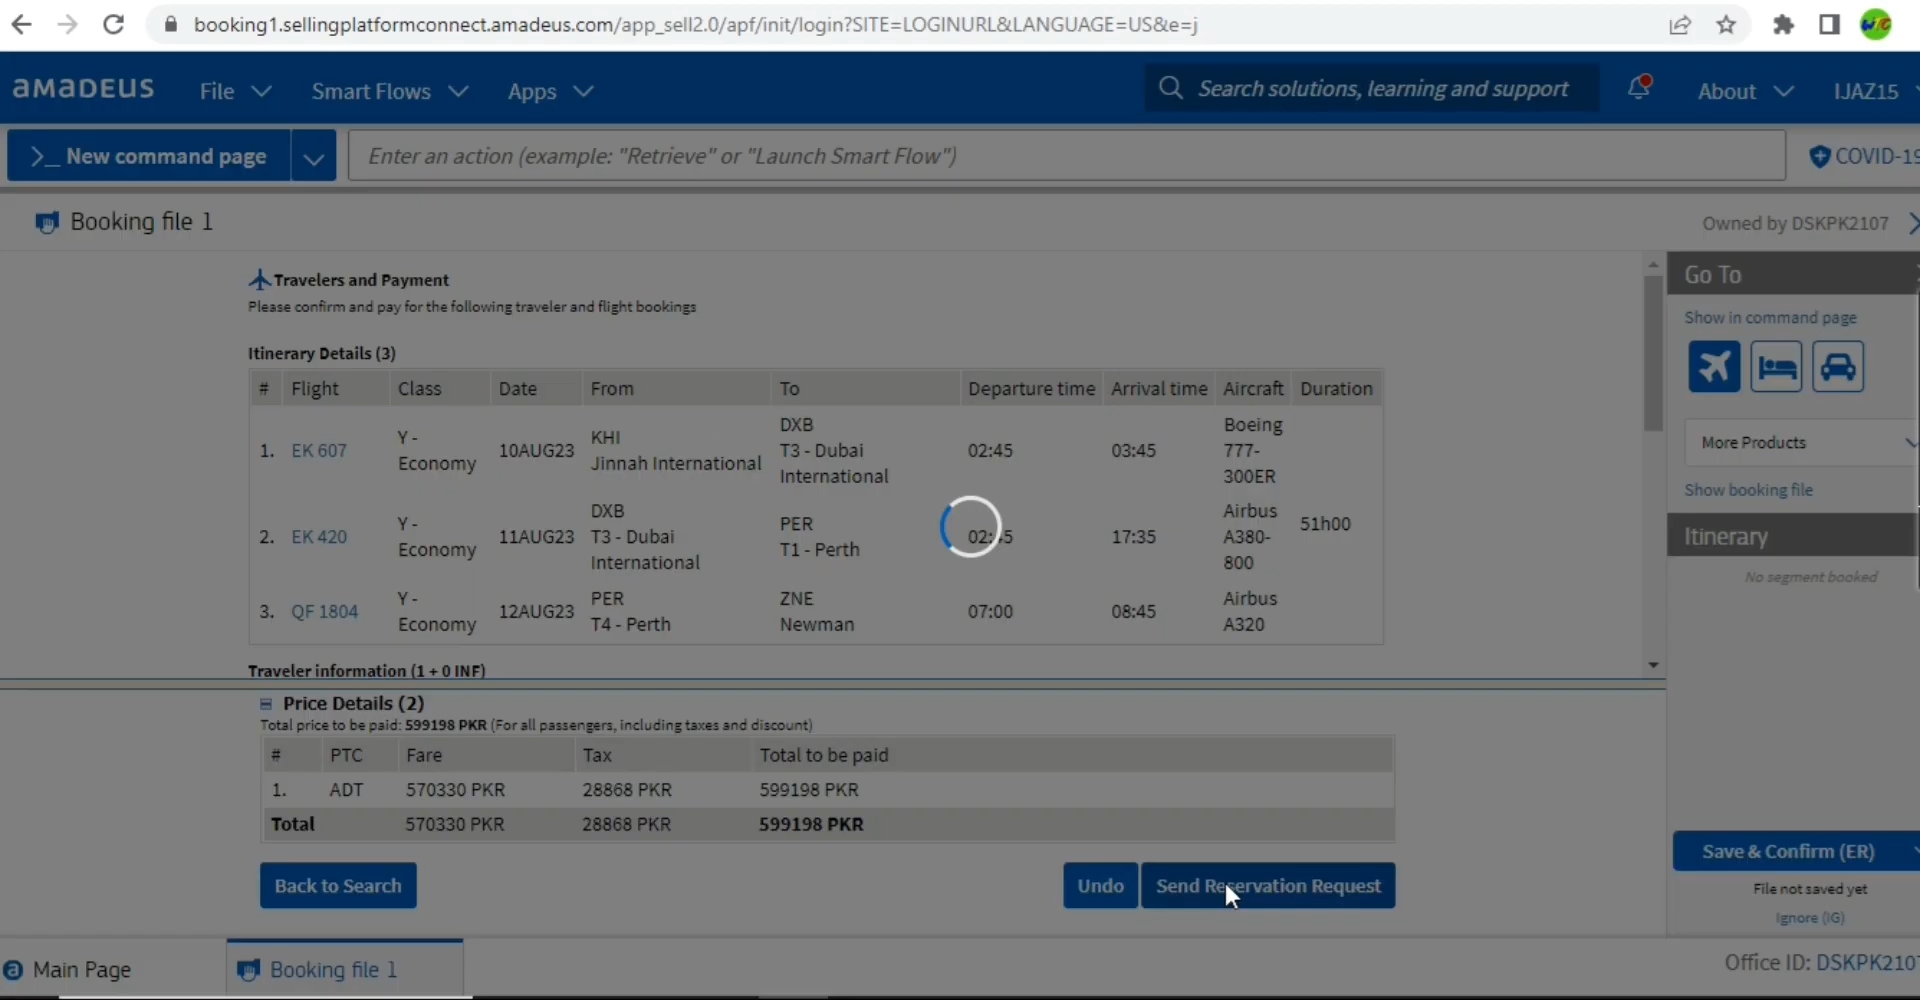 booking1.sellingplatformconnect.amadeus.com/app_sell2.0/apf/init/login?SITE=LOGINURL&LANGUAGE=US&e=j
amadeus File Smart Flows Apps Search solutions, learning and support About IJAZ15
>_ New command page Enter an action (example: "Retrieve" or "Launch Smart Flow") COVID-19
Booking file 1 Owned by DSKPK2107
Travelers and Payment
Please confirm and pay for the following traveler and flight bookings
Itinerary Details (3)
# Flight Class Date From To Departure time Arrival time Aircraft Duration
1. EK 607 Y - Economy 10AUG23 KHI Jinnah International DXB T3 - Dubai International 02:45 03:45 Boeing 777-300ER
2. EK 420 Y - Economy 11AUG23 DXB T3 - Dubai International PER T1 - Perth 02:45 17:35 Airbus A380-800 51h00
3. QF 1804 Y - Economy 12AUG23 PER T4 - Perth ZNE Newman 07:00 08:45 Airbus A320
Traveler information (1 + 0 INF)
Price Details (2)
Total price to be paid: 599198 PKR (For all passengers, including taxes and discount)
# PTC Fare Tax Total to be paid
1. ADT 570330 PKR 28868 PKR 599198 PKR
Total 570330 PKR 28868 PKR 599198 PKR
Back to Search Undo Send Reservation Request
Go To
Show in command page
More Products
Show booking file
Itinerary
No segment booked
Save & Confirm (ER)
File not saved yet
Ignore (IG)
Main Page Booking file 1 Office ID: DSKPK2107